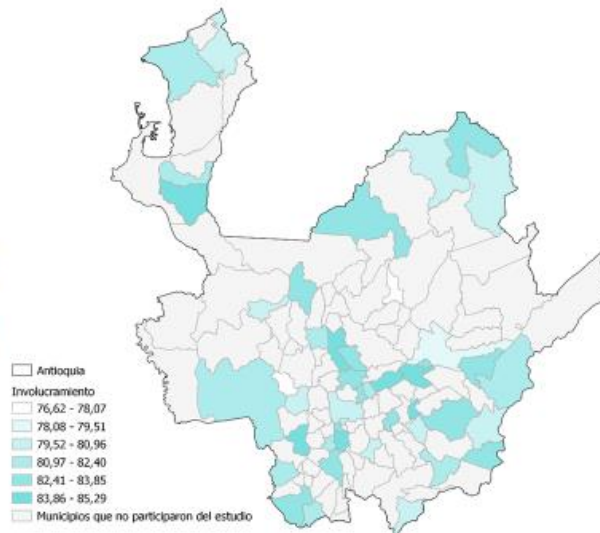 Antioquia
Involucramiento
76,62 - 78,07
78,08 - 79,51
79,52 - 80,96
80,97 - 82,40
82,41 - 83,85
83,86 - 85,29
Municipios que no participaron del estudio